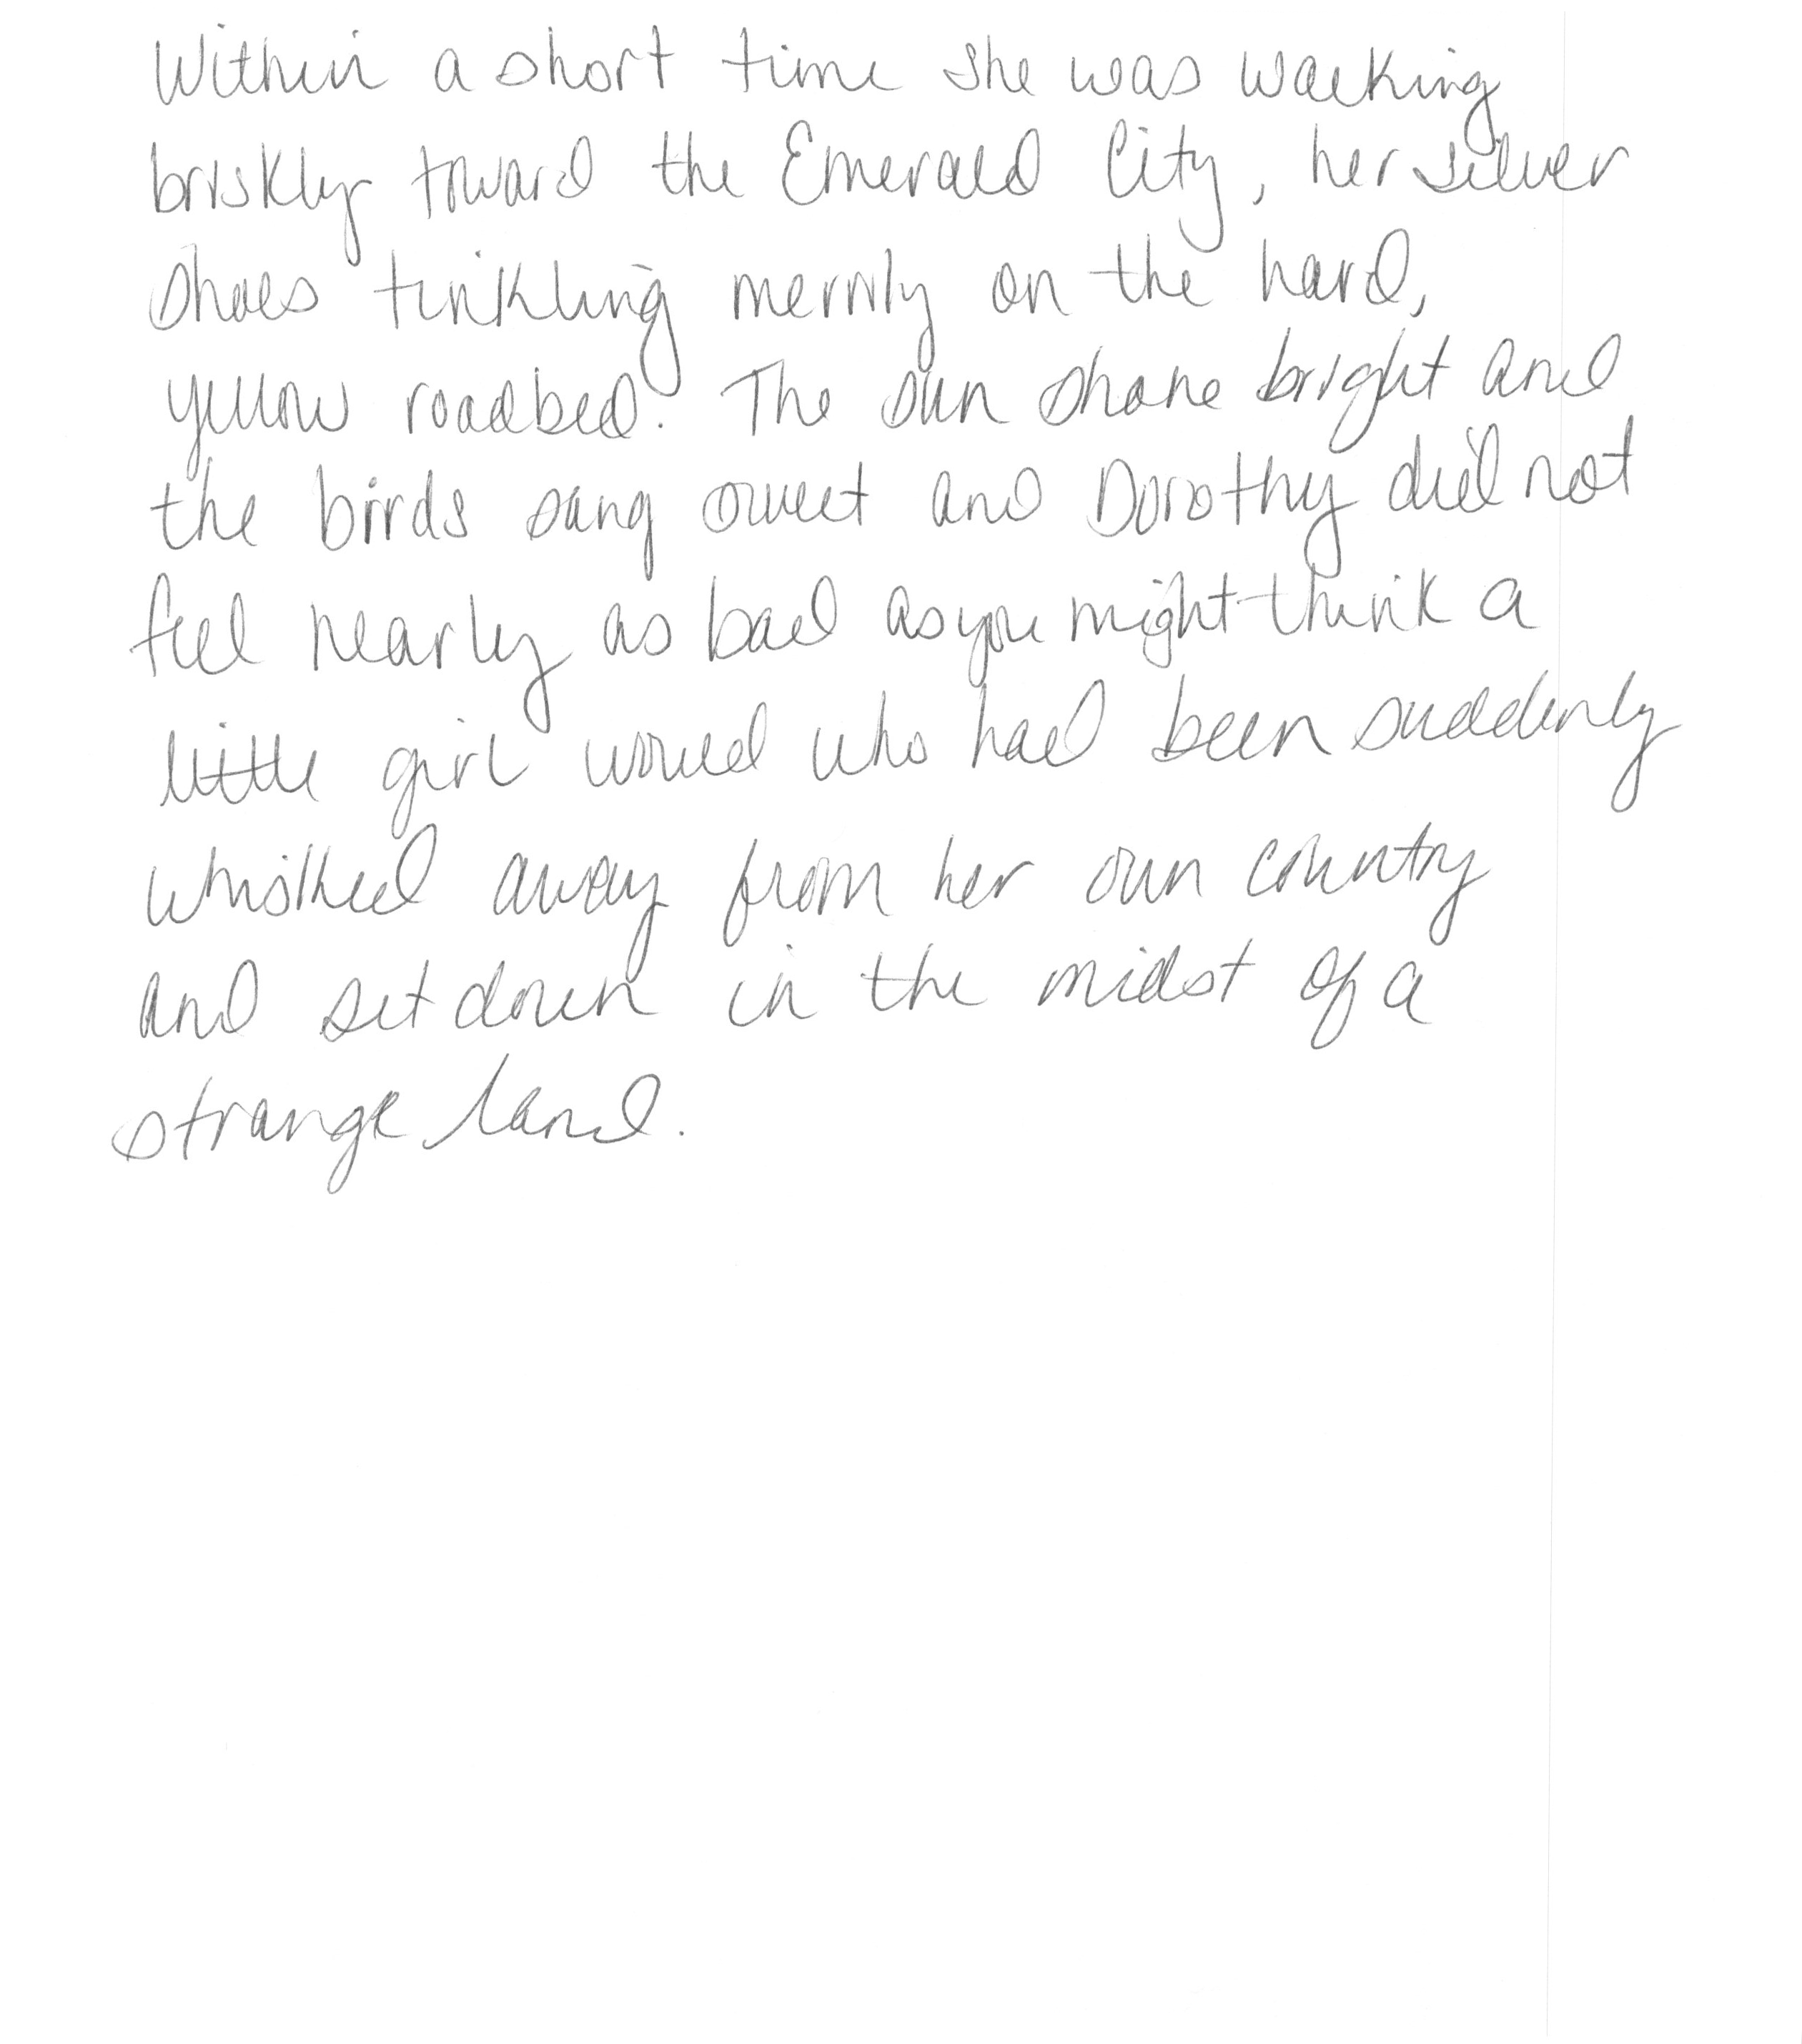 Within a short time she was walking
briskly toward the Emerald City, her silver
shoes tinkling merrily on the hard,
yellow roadbed. The sun shone bright and
the birds sang sweet and Dorothy did not
feel nearly as bad as you might think a
little girl would who had been suddenly
whisked away from her own country
and set down in the midst of a
strange land.